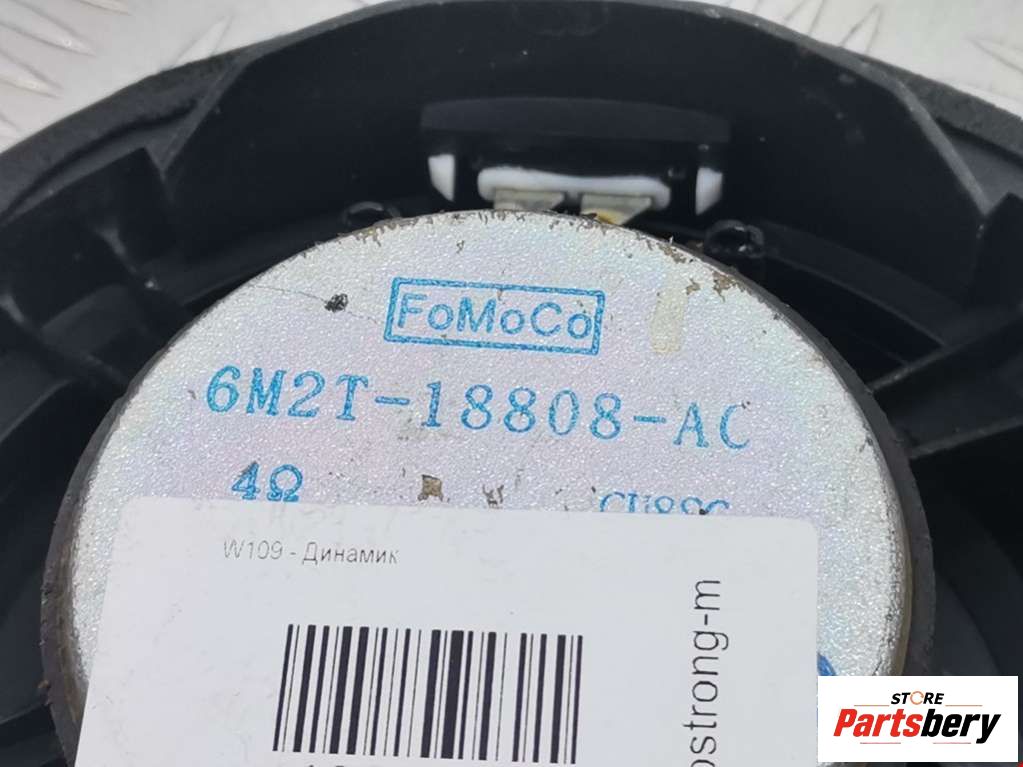 FoMoCo
6M2T-18808-AC
4Ω
W109 - Динамик
ostrong-m
STORE
Partsbery